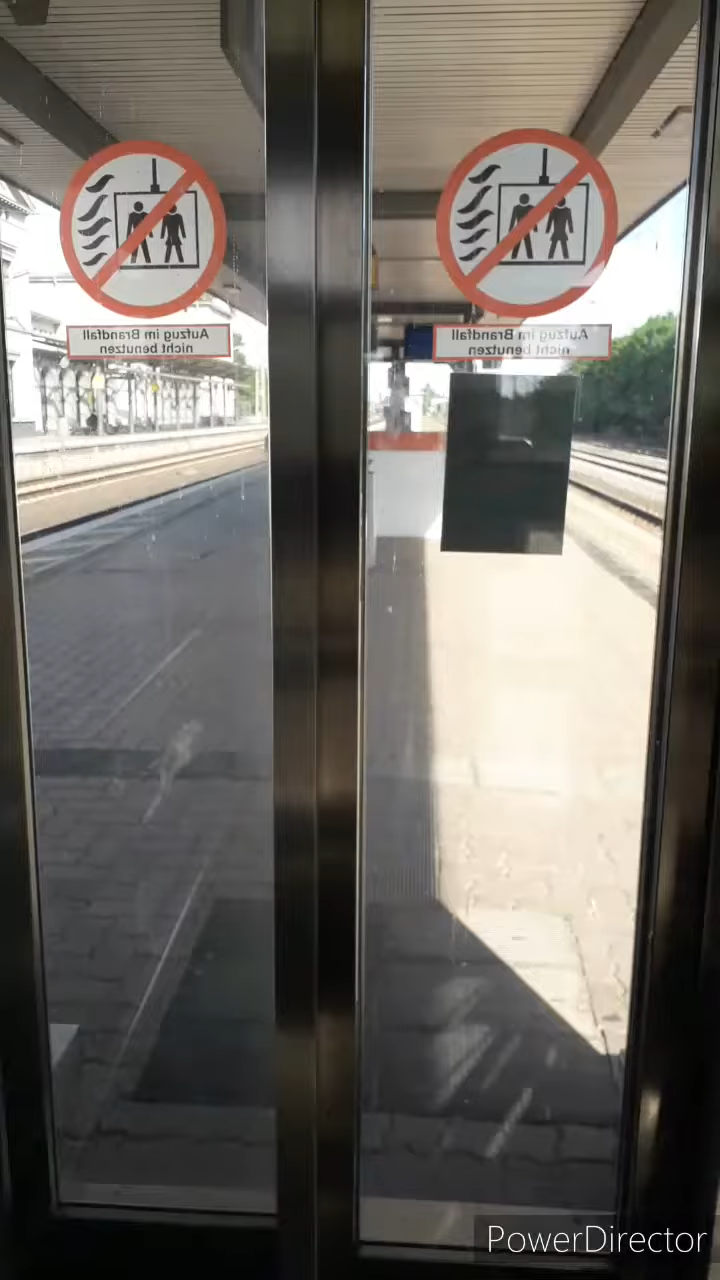 Aufzug im Brandfall
nicht benutzen
Aufzug im Brandfall
nicht benutzen
PowerDirector